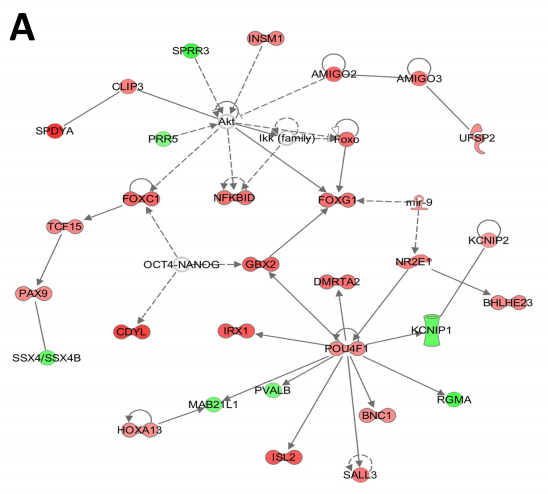 A
SPRR3
INSM1
AMIGO2
AMIGO3
CLIP3
SPDYA
Akt
PRR5
Ikk (family)
Foxo
UFSP2
FOXC1
NFKBID
FOXG1
mir-9
TCF15
KCNIP2
OCT4-NANOG
GBX2
NR2E1
DMRTA2
PAX9
BHLHE23
CDYL
IRX1
KCNIP1
POU4F1
SSX4/SSX4B
PVALB
MAB21L1
RGMA
BNC1
HOXA13
ISL2
SALL3